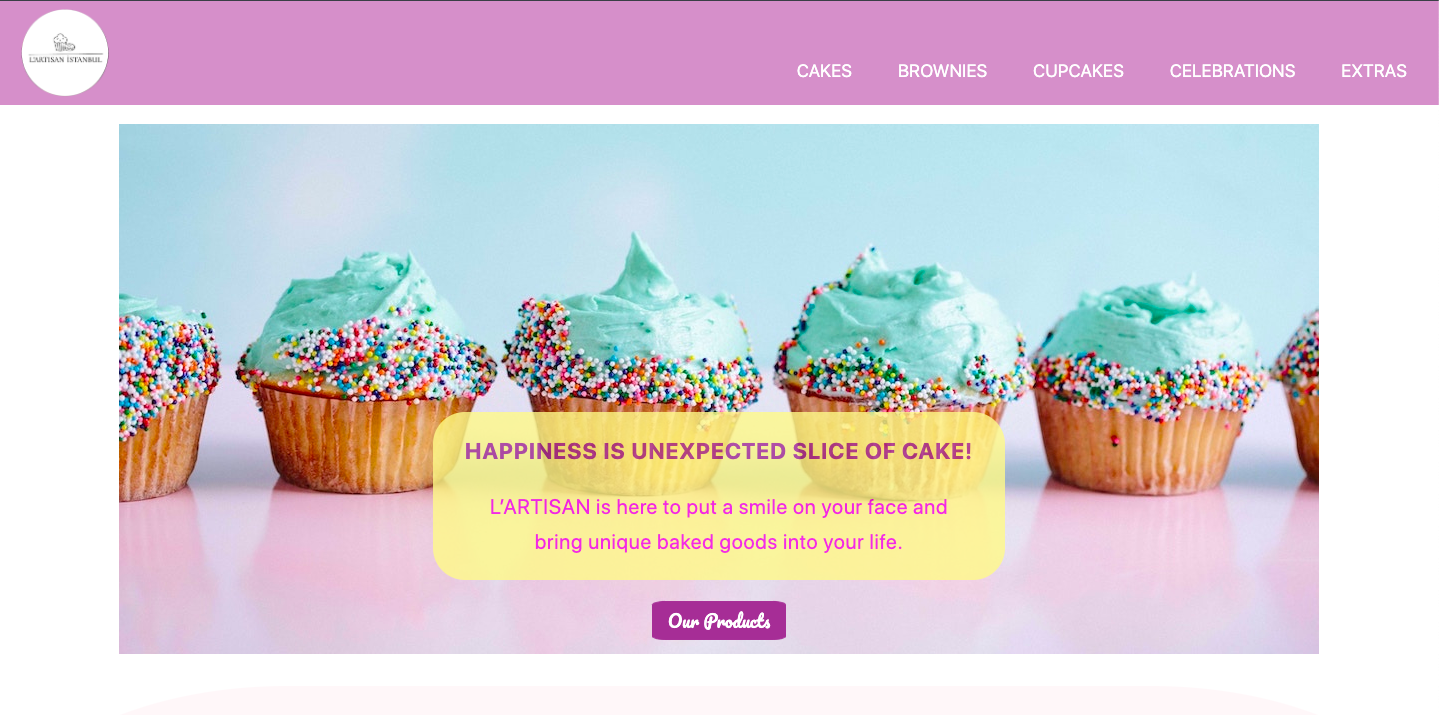 L'ARTISAN ISTANBUL
CAKES BROWNIES CUPCAKES CELEBRATIONS EXTRAS
HAPPINESS IS UNEXPECTED SLICE OF CAKE!
L’ARTISAN is here to put a smile on your face and
bring unique baked goods into your life.
Our Products